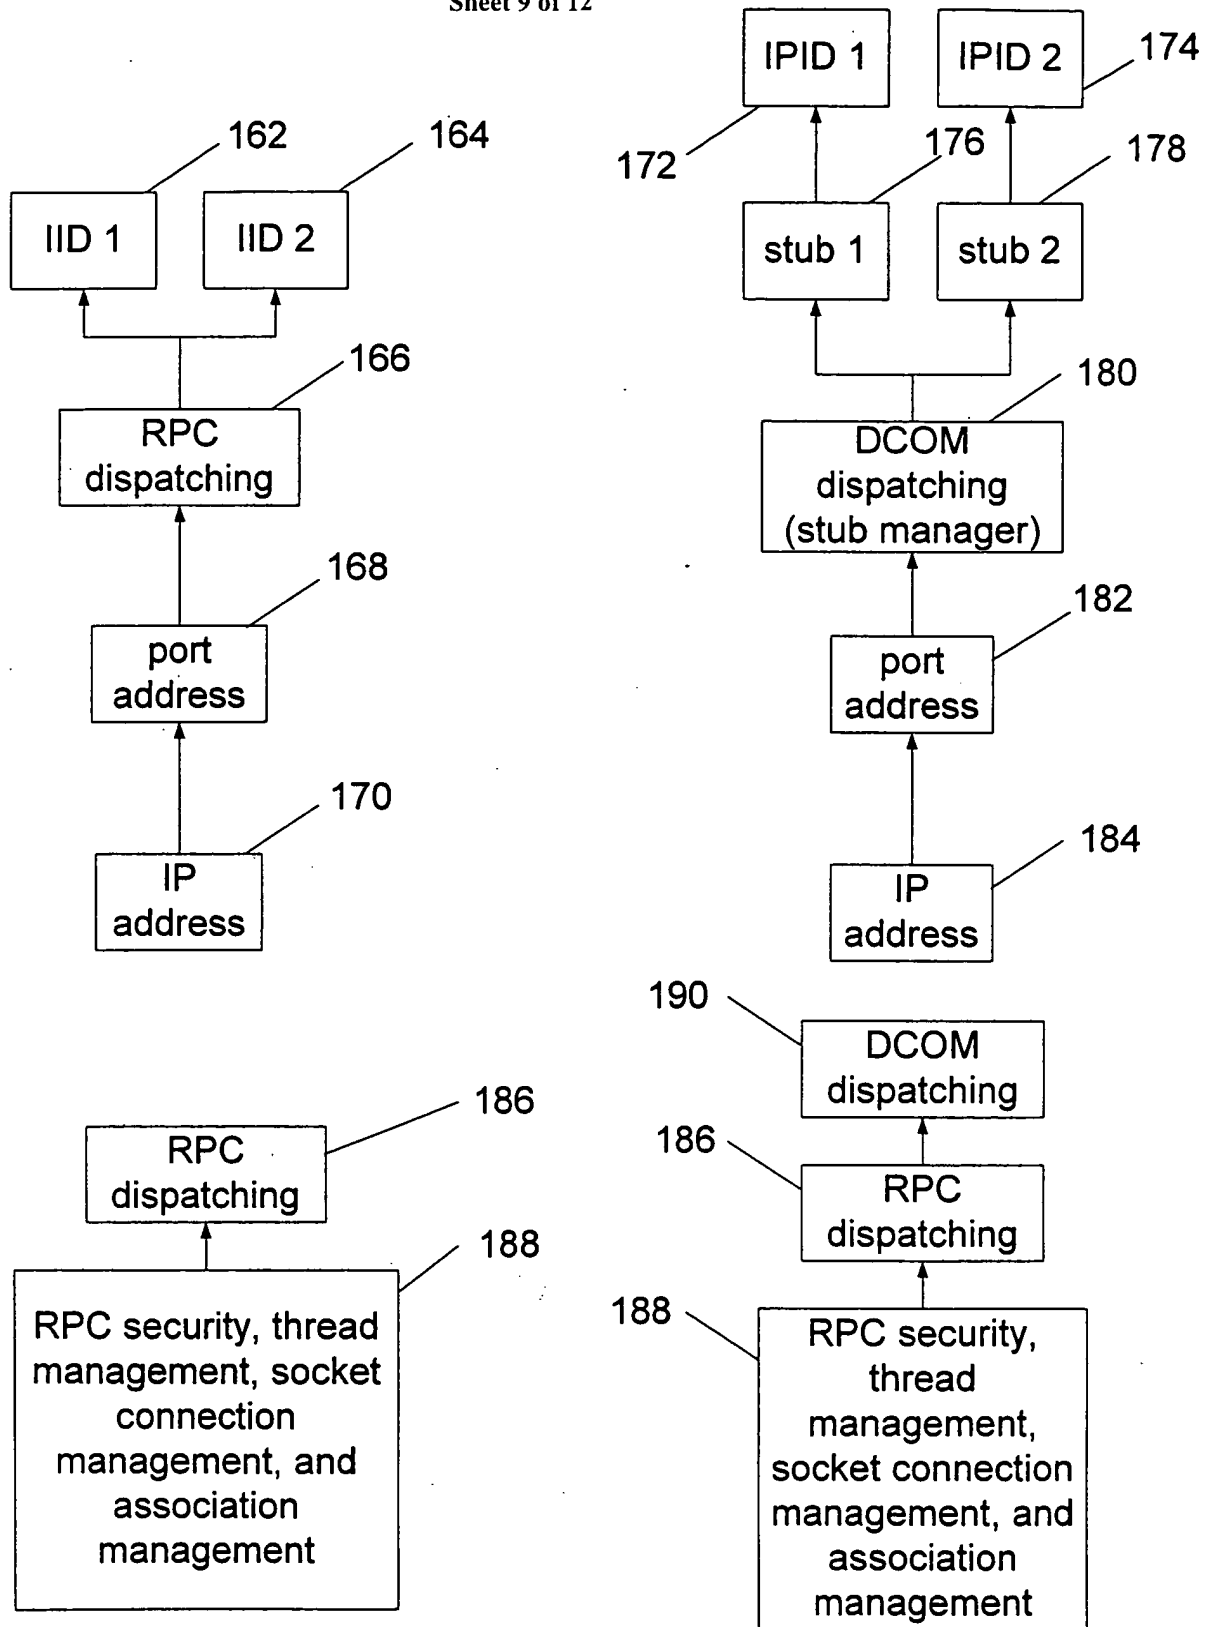 Sheet 9 of 12
162
164
IID 1
IID 2
166
RPC
dispatching
168
port
address
170
IP
address
IPID 1
IPID 2
174
172
176
178
stub 1
stub 2
180
DCOM
dispatching
(stub manager)
182
port
address
184
IP
address
186
RPC
dispatching
188
RPC security, thread
management, socket
connection
management, and
association
management
190
DCOM
dispatching
186
RPC
dispatching
188
RPC security,
thread
management,
socket connection
management, and
association
management